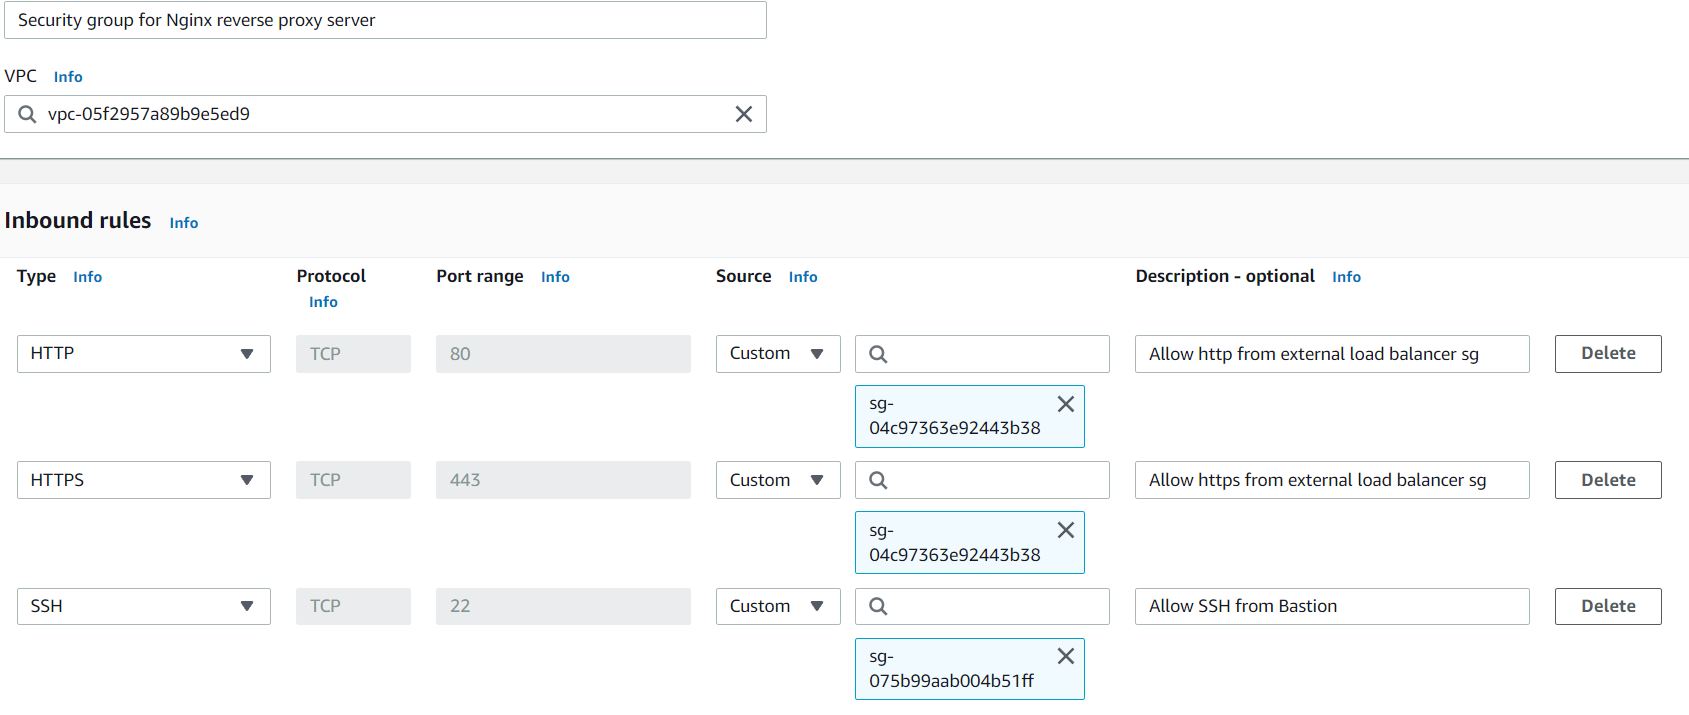 Security group for Nginx reverse proxy server
VPC Info
vpc-05f2957a89b9e5ed9
Inbound rules Info
Type Info Protocol Info Port range Info Source Info Description - optional Info
HTTP TCP 80 Custom Allow http from external load balancer sg Delete
sg-
04c97363e92443b38
HTTPS TCP 443 Custom Allow https from external load balancer sg Delete
sg-
04c97363e92443b38
SSH TCP 22 Custom Allow SSH from Bastion Delete
sg-
075b99aab004b51ff